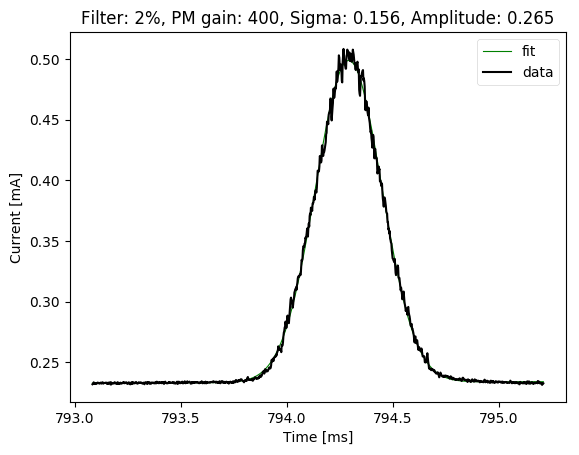 Filter: 2%, PM gain: 400, Sigma: 0.156, Amplitude: 0.265
fit
data
0.50
0.45
0.40
0.35
0.30
0.25
Current [mA]
793.0 793.5 794.0 794.5 795.0
Time [ms]